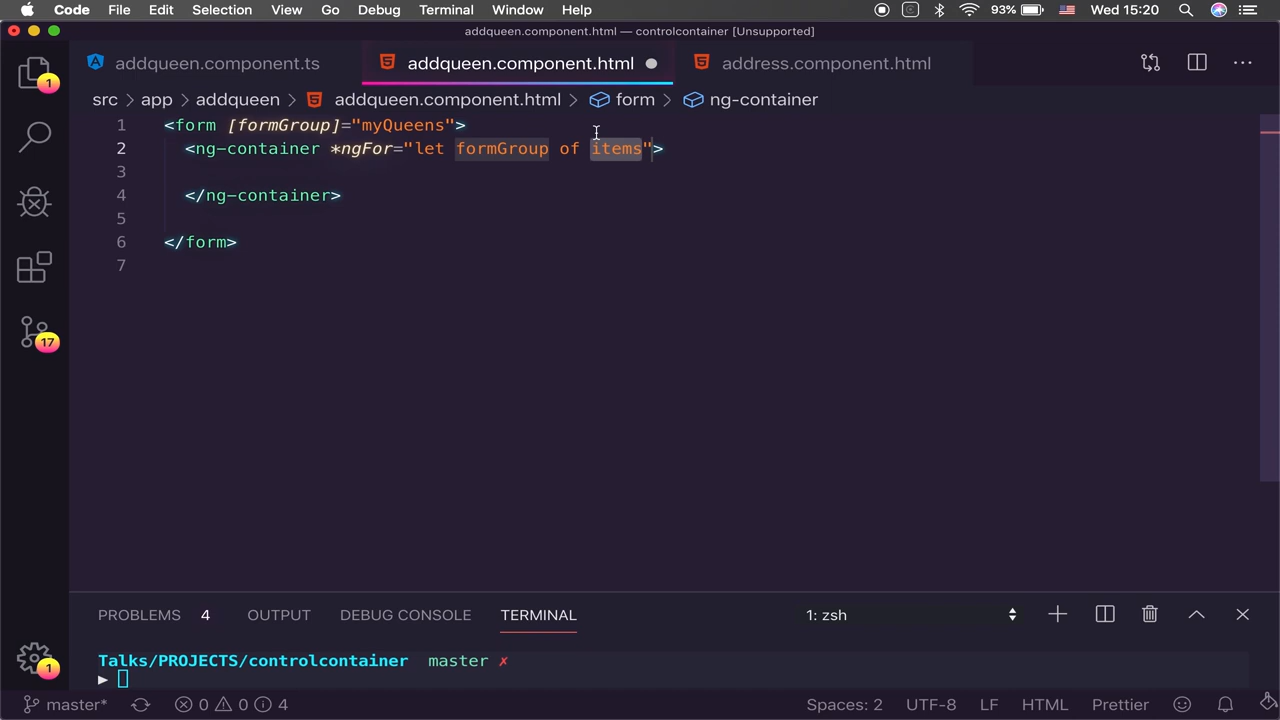 Code File Edit Selection View Go Debug Terminal Window Help 93% Wed 15:20
addqueen.component.html — controlcontainer [Unsupported]
addqueen.component.ts addqueen.component.html address.component.html
src > app > addqueen > addqueen.component.html > form > ng-container
1 <form [formGroup]="myQueens">
2 <ng-container *ngFor="let formGroup of items">
3
4 </ng-container>
5
6 </form>
7
1
17
1
PROBLEMS 4 OUTPUT DEBUG CONSOLE TERMINAL 1: zsh
Talks/PROJECTS/controlcontainer master ✗
master* 0 0 4 Spaces: 2 UTF-8 LF HTML Prettier